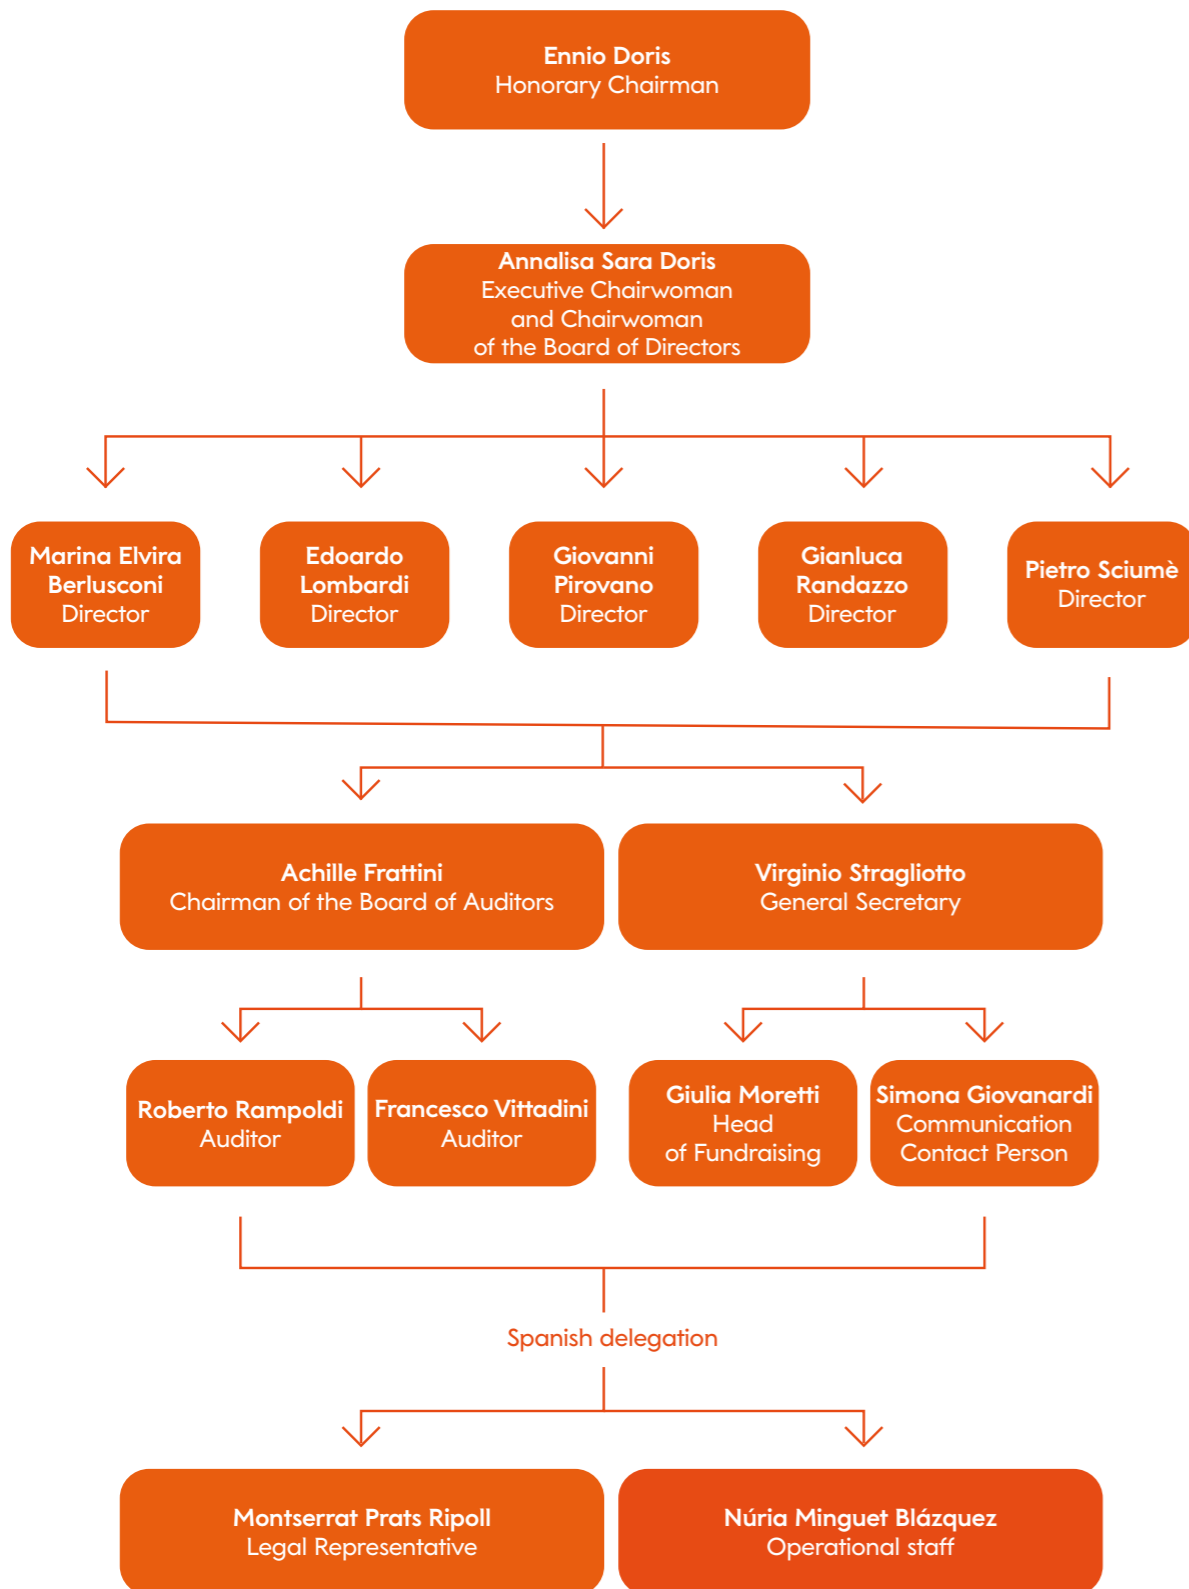 Ennio Doris
Honorary Chairman
Annalisa Sara Doris
Executive Chairwoman
and Chairwoman
of the Board of Directors
Marina Elvira
Berlusconi
Director
Edoardo
Lombardi
Director
Giovanni
Pirovano
Director
Gianluca
Randazzo
Director
Pietro Sciumè
Director
Achille Frattini
Chairman of the Board of Auditors
Virginio Stragliotto
General Secretary
Roberto Rampoldi
Auditor
Francesco Vittadini
Auditor
Giulia Moretti
Head
of Fundraising
Simona Giovanardi
Communication
Contact Person
Spanish delegation
Montserrat Prats Ripoll
Legal Representative
Núria Minguet Blázquez
Operational staff